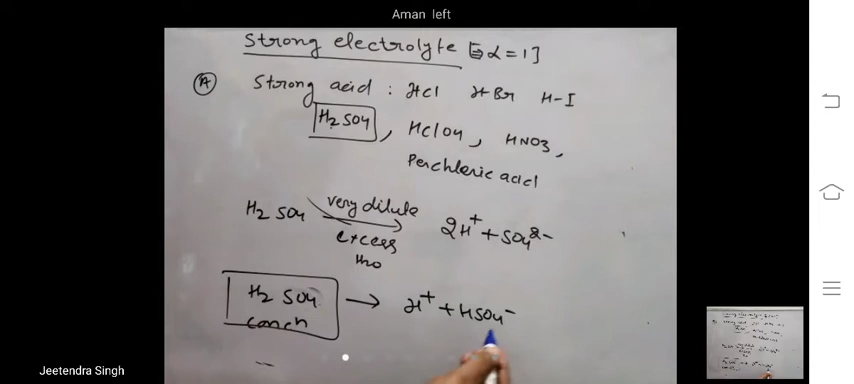 Aman left
Strong electrolyte [⇒ α = 1]
(A) Strong acid : HCl HBr H-I
H2SO4, HClO4, HNO3,
Perchloric acid
H2SO4 very dilute → 2H+ + SO4 2-
excess
H2O
H2SO4 → H+ + HSO4-
concn
Jeetendra Singh